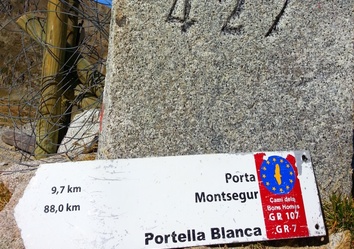 427
9,7 km Porta
88,0 km Montsegur
Portella Blanca
Camí dels
Bons Homes
GR 107
GR-7